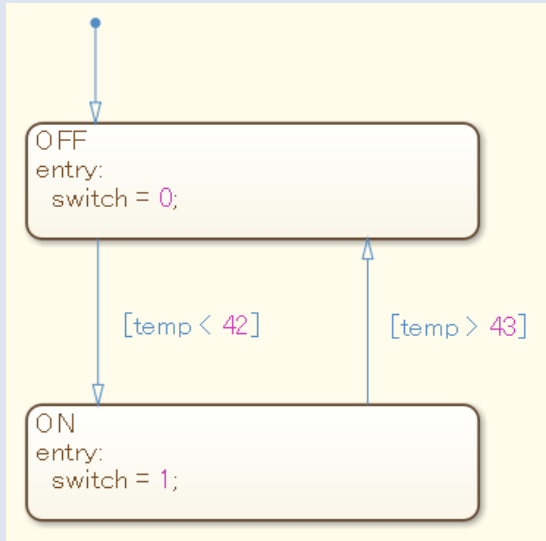 OFF
entry:
switch = 0;
[temp < 42]
[temp > 43]
ON
entry:
switch = 1;